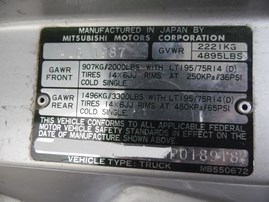 MANUFACTURED IN JAPAN BY
MITSUBISHI MOTORS CORPORATION
1987 GVWR 2221KG
4895LBS
GAWR FRONT 907KG/2000LBS WITH LT195/75R14(D)
TIRES 14×6JJ RIMS AT 250KPa/36PSI
COLD SINGLE
GAWR REAR 1496KG/3300LBS WITH LT195/75R14(D)
TIRES 14×6JJ RIMS AT 450KPa/65PSI
COLD SINGLE
THIS VEHICLE CONFORMS TO ALL APPLICABLE FEDERAL
MOTOR VEHICLE SAFETY STANDARDS IN EFFECT ON THE
DATE OF MANUFACTURE SHOWN ABOVE.
VEHICLE TYPE: TRUCK
MB550672